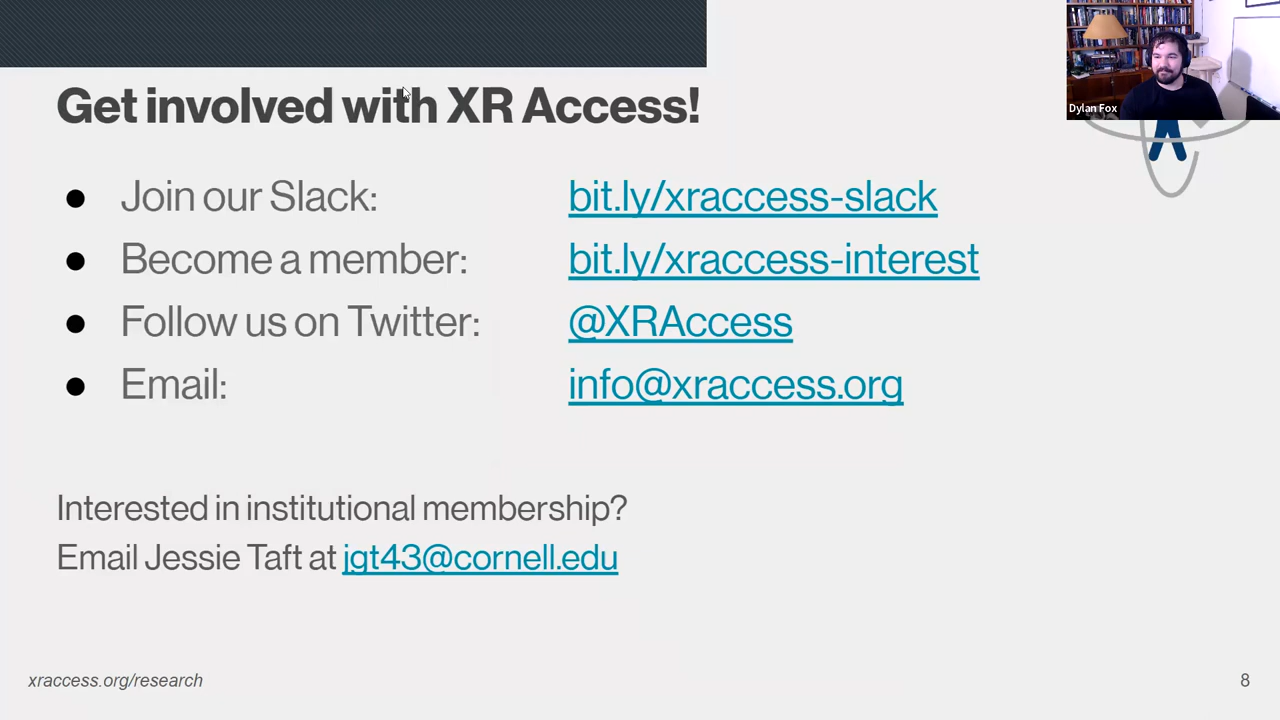 Dylan Fox
Get involved with XR Access!
● Join our Slack: bit.ly/xraccess-slack
● Become a member: bit.ly/xraccess-interest
● Follow us on Twitter: @XRAccess
● Email: info@xraccess.org
Interested in institutional membership?
Email Jessie Taft at jgt43@cornell.edu
xraccess.org/research
8